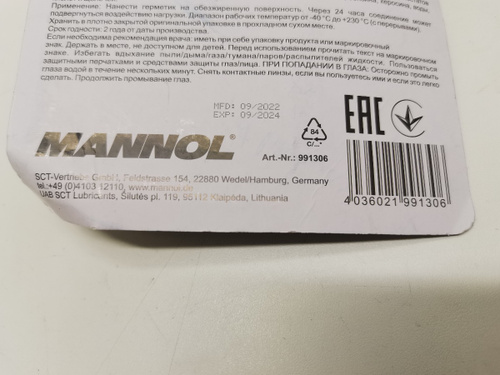 Нанести герметик на обезжиренную поверхность. Через 24 часа соединение может
подвергнуться воздействию нагрузки. Диапазон рабочих температур от -40 °C до +230 °C (с перерывами).
Хранить в плотно закрытой оригинальной упаковке в прохладном сухом месте.
Срок годности: 2 года от даты производства.
Если необходима рекомендация врача: иметь при себе упаковку продукта или маркировочный
знак. Держать в месте, не доступном для детей. Перед использованием прочитать текст на маркировочном
знаке. Избегать вдыхание пыли/дыма/газа/тумана/паров/распылителей жидкости. Пользоваться
защитными перчатками и средствами защиты глаз/лица. ПРИ ПОПАДАНИИ В ГЛАЗА: Осторожно промыть
глаза водой в течение нескольких минут. Снять контактные линзы, если вы пользуетесь ими и если это легко
сделать. Продолжить промывание глаз.
MFD: 09/2022
EXP: 09/2024
EAC
84
C/...*
MANNOL®
Art.-Nr.: 991306
SCT-Vertriebs GmbH, Feldstrasse 154, 22880 Wedel/Hamburg, Germany
tel.:+49 (0)4103 12110, www.mannol.
UAB SCT Lubricants, Šilutės pl. 119, 95112 Klaipėda, Lithuania
4 036021 991306